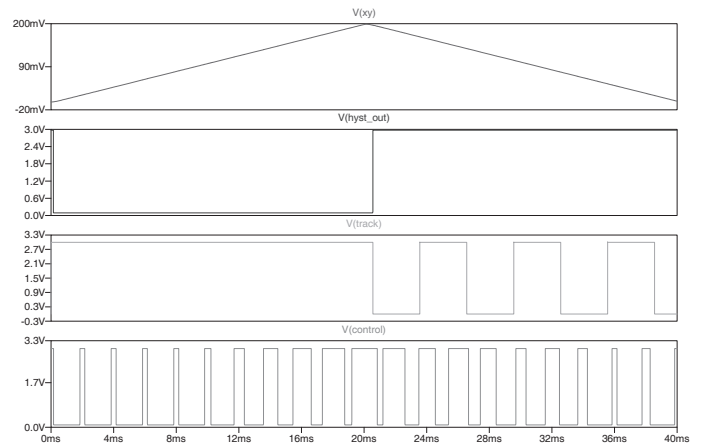 V(xy)
200mV
90mV
-20mV
V(hyst_out)
3.0V
2.4V
1.8V
1.2V
0.6V
0.0V
V(track)
3.3V
2.7V
2.1V
1.5V
0.9V
0.3V
-0.3V
V(control)
3.3V
1.7V
0.0V
0ms 4ms 8ms 12ms 16ms 20ms 24ms 28ms 32ms 36ms 40ms